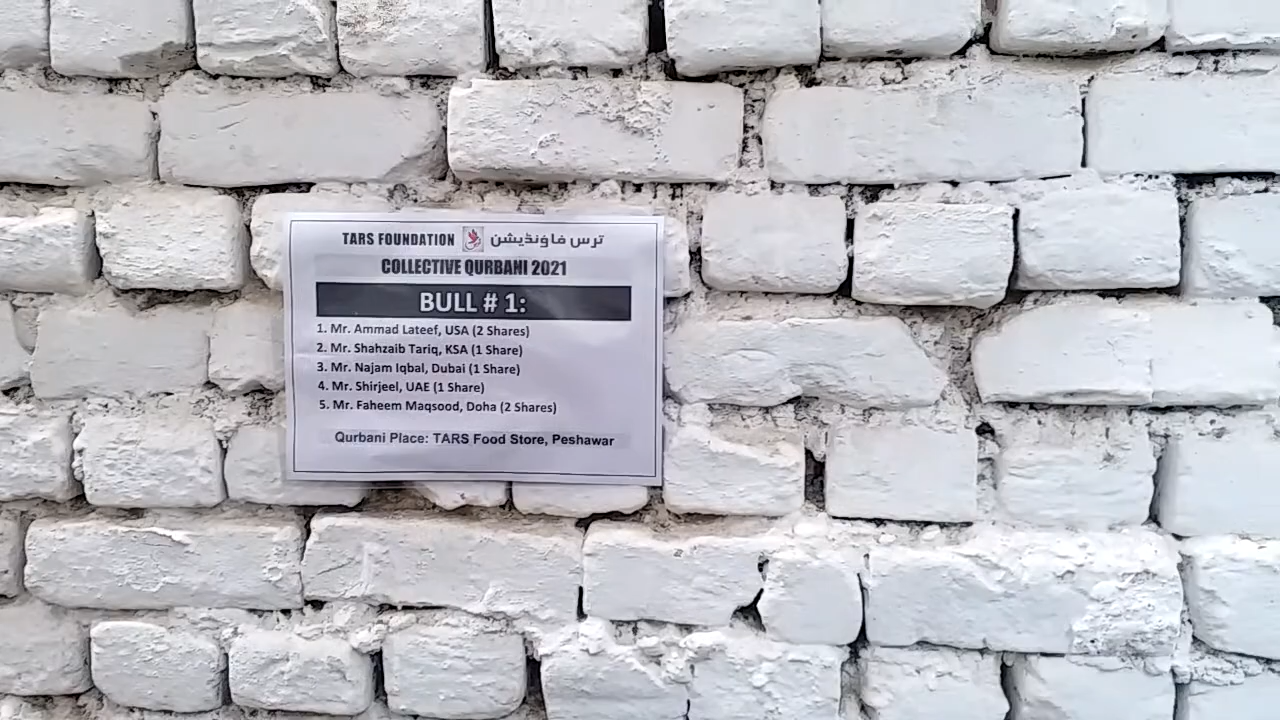 TARS FOUNDATION ترس فاؤنڈیشن
COLLECTIVE QURBANI 2021
BULL # 1:
1. Mr. Ammad Lateef, USA (2 Shares)
2. Mr. Shahzaib Tariq, KSA (1 Share)
3. Mr. Najam Iqbal, Dubai (1 Share)
4. Mr. Shirjeel, UAE (1 Share)
5. Mr. Faheem Maqsood, Doha (2 Shares)
Qurbani Place: TARS Food Store, Peshawar